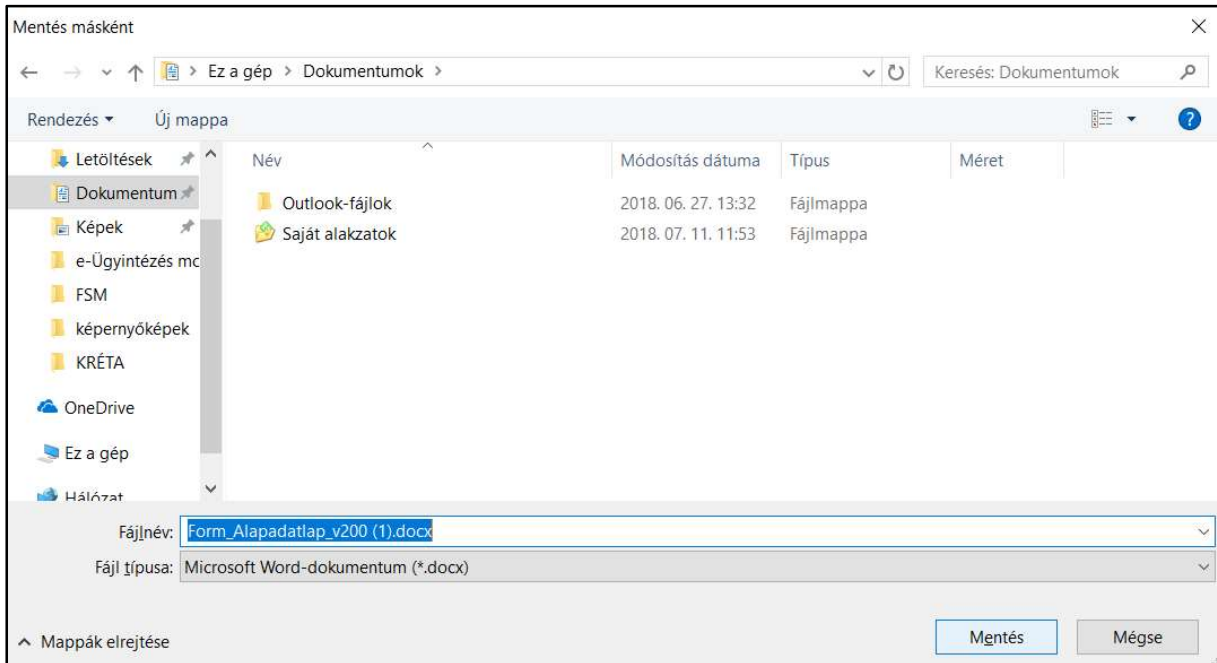 Mentés másként
Ez a gép > Dokumentumok >
Keresés: Dokumentumok
Rendezés
Új mappa
Letöltések
Dokumentum
Képek
e-Ügyintézés mo
FSM
képernyőképek
KRÉTA
OneDrive
Ez a gép
Hálózat
Név Módosítás dátuma Típus Méret
Outlook-fájlok 2018. 06. 27. 13:32 Fájlmappa
Saját alakzatok 2018. 07. 11. 11:53 Fájlmappa
Fájlnév: Form_Alapadatlap_v200 (1).docx
Fájl típusa: Microsoft Word-dokumentum (*.docx)
Mappák elrejtése
Mentés
Mégse